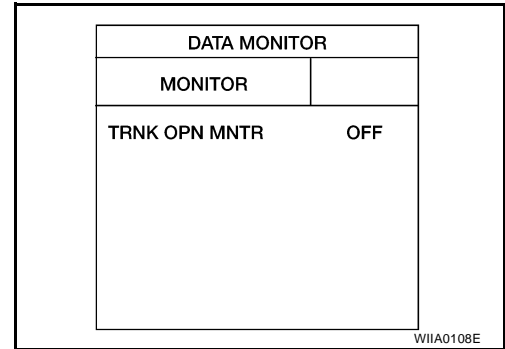 DATA MONITOR
MONITOR
TRNK OPN MNTR OFF
WIIA0108E